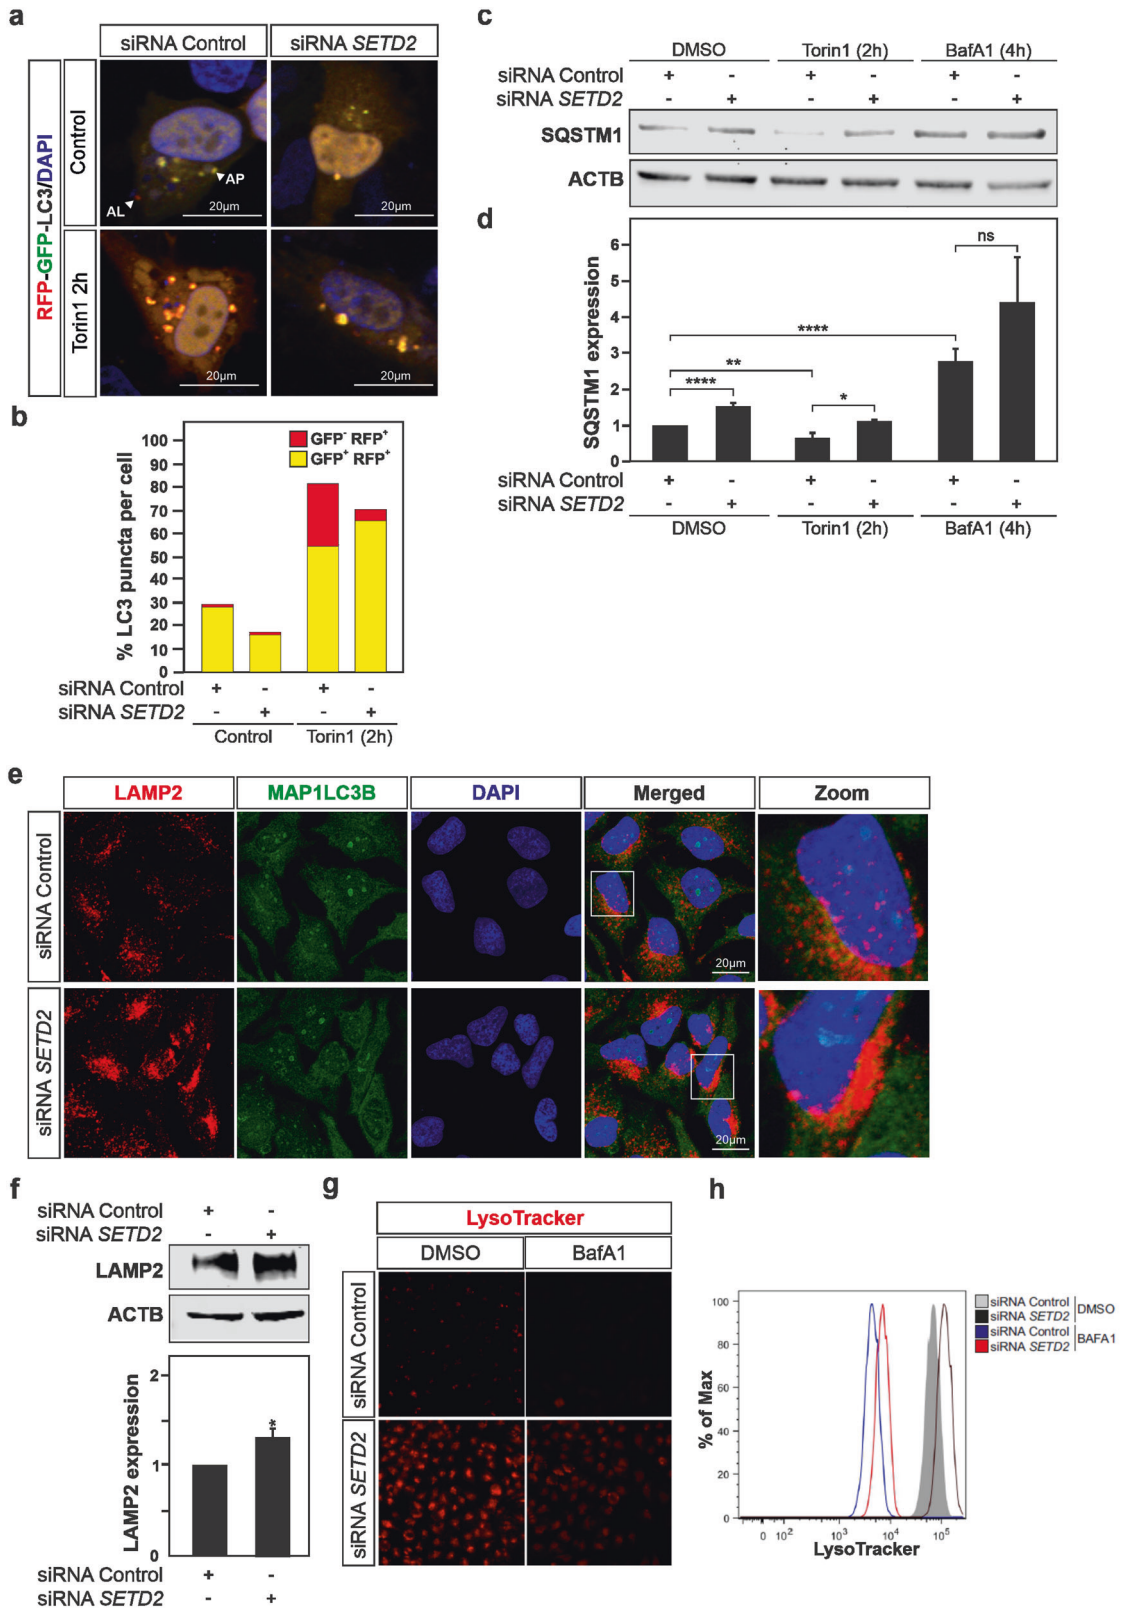 a
siRNA Control
siRNA SETD2
RFP-GFP-LC3/DAPI
Control
AP
AL
20µm
20µm
Torin1 2h
20µm
20µm
b
% LC3 puncta per cell
100
90
80
70
60
50
40
30
20
10
0
GFP- RFP+
GFP+ RFP+
siRNA Control + - + -
siRNA SETD2 - + - +
Control
Torin1 (2h)
c
DMSO
Torin1 (2h)
BafA1 (4h)
siRNA Control + - + - + -
siRNA SETD2 - + - + - +
SQSTM1
ACTB
d
SQSTM1 expression
6
5
4
3
2
1
0
****
**
****
*
ns
siRNA Control + - + - + -
siRNA SETD2 - + - + - +
DMSO
Torin1 (2h)
BafA1 (4h)
e
LAMP2
MAP1LC3B
DAPI
Merged
Zoom
siRNA Control
20µm
siRNA SETD2
20µm
f
siRNA Control + -
siRNA SETD2 - +
LAMP2
ACTB
LAMP2 expression
2
1
0
*
siRNA Control + -
siRNA SETD2 - +
g
LysoTracker
DMSO
BafA1
siRNA Control
siRNA SETD2
h
% of Max
100
80
60
40
20
0
0 10² 10³ 10⁴ 10⁵
LysoTracker
siRNA Control
siRNA SETD2
DMSO
siRNA Control
siRNA SETD2
BAFA1